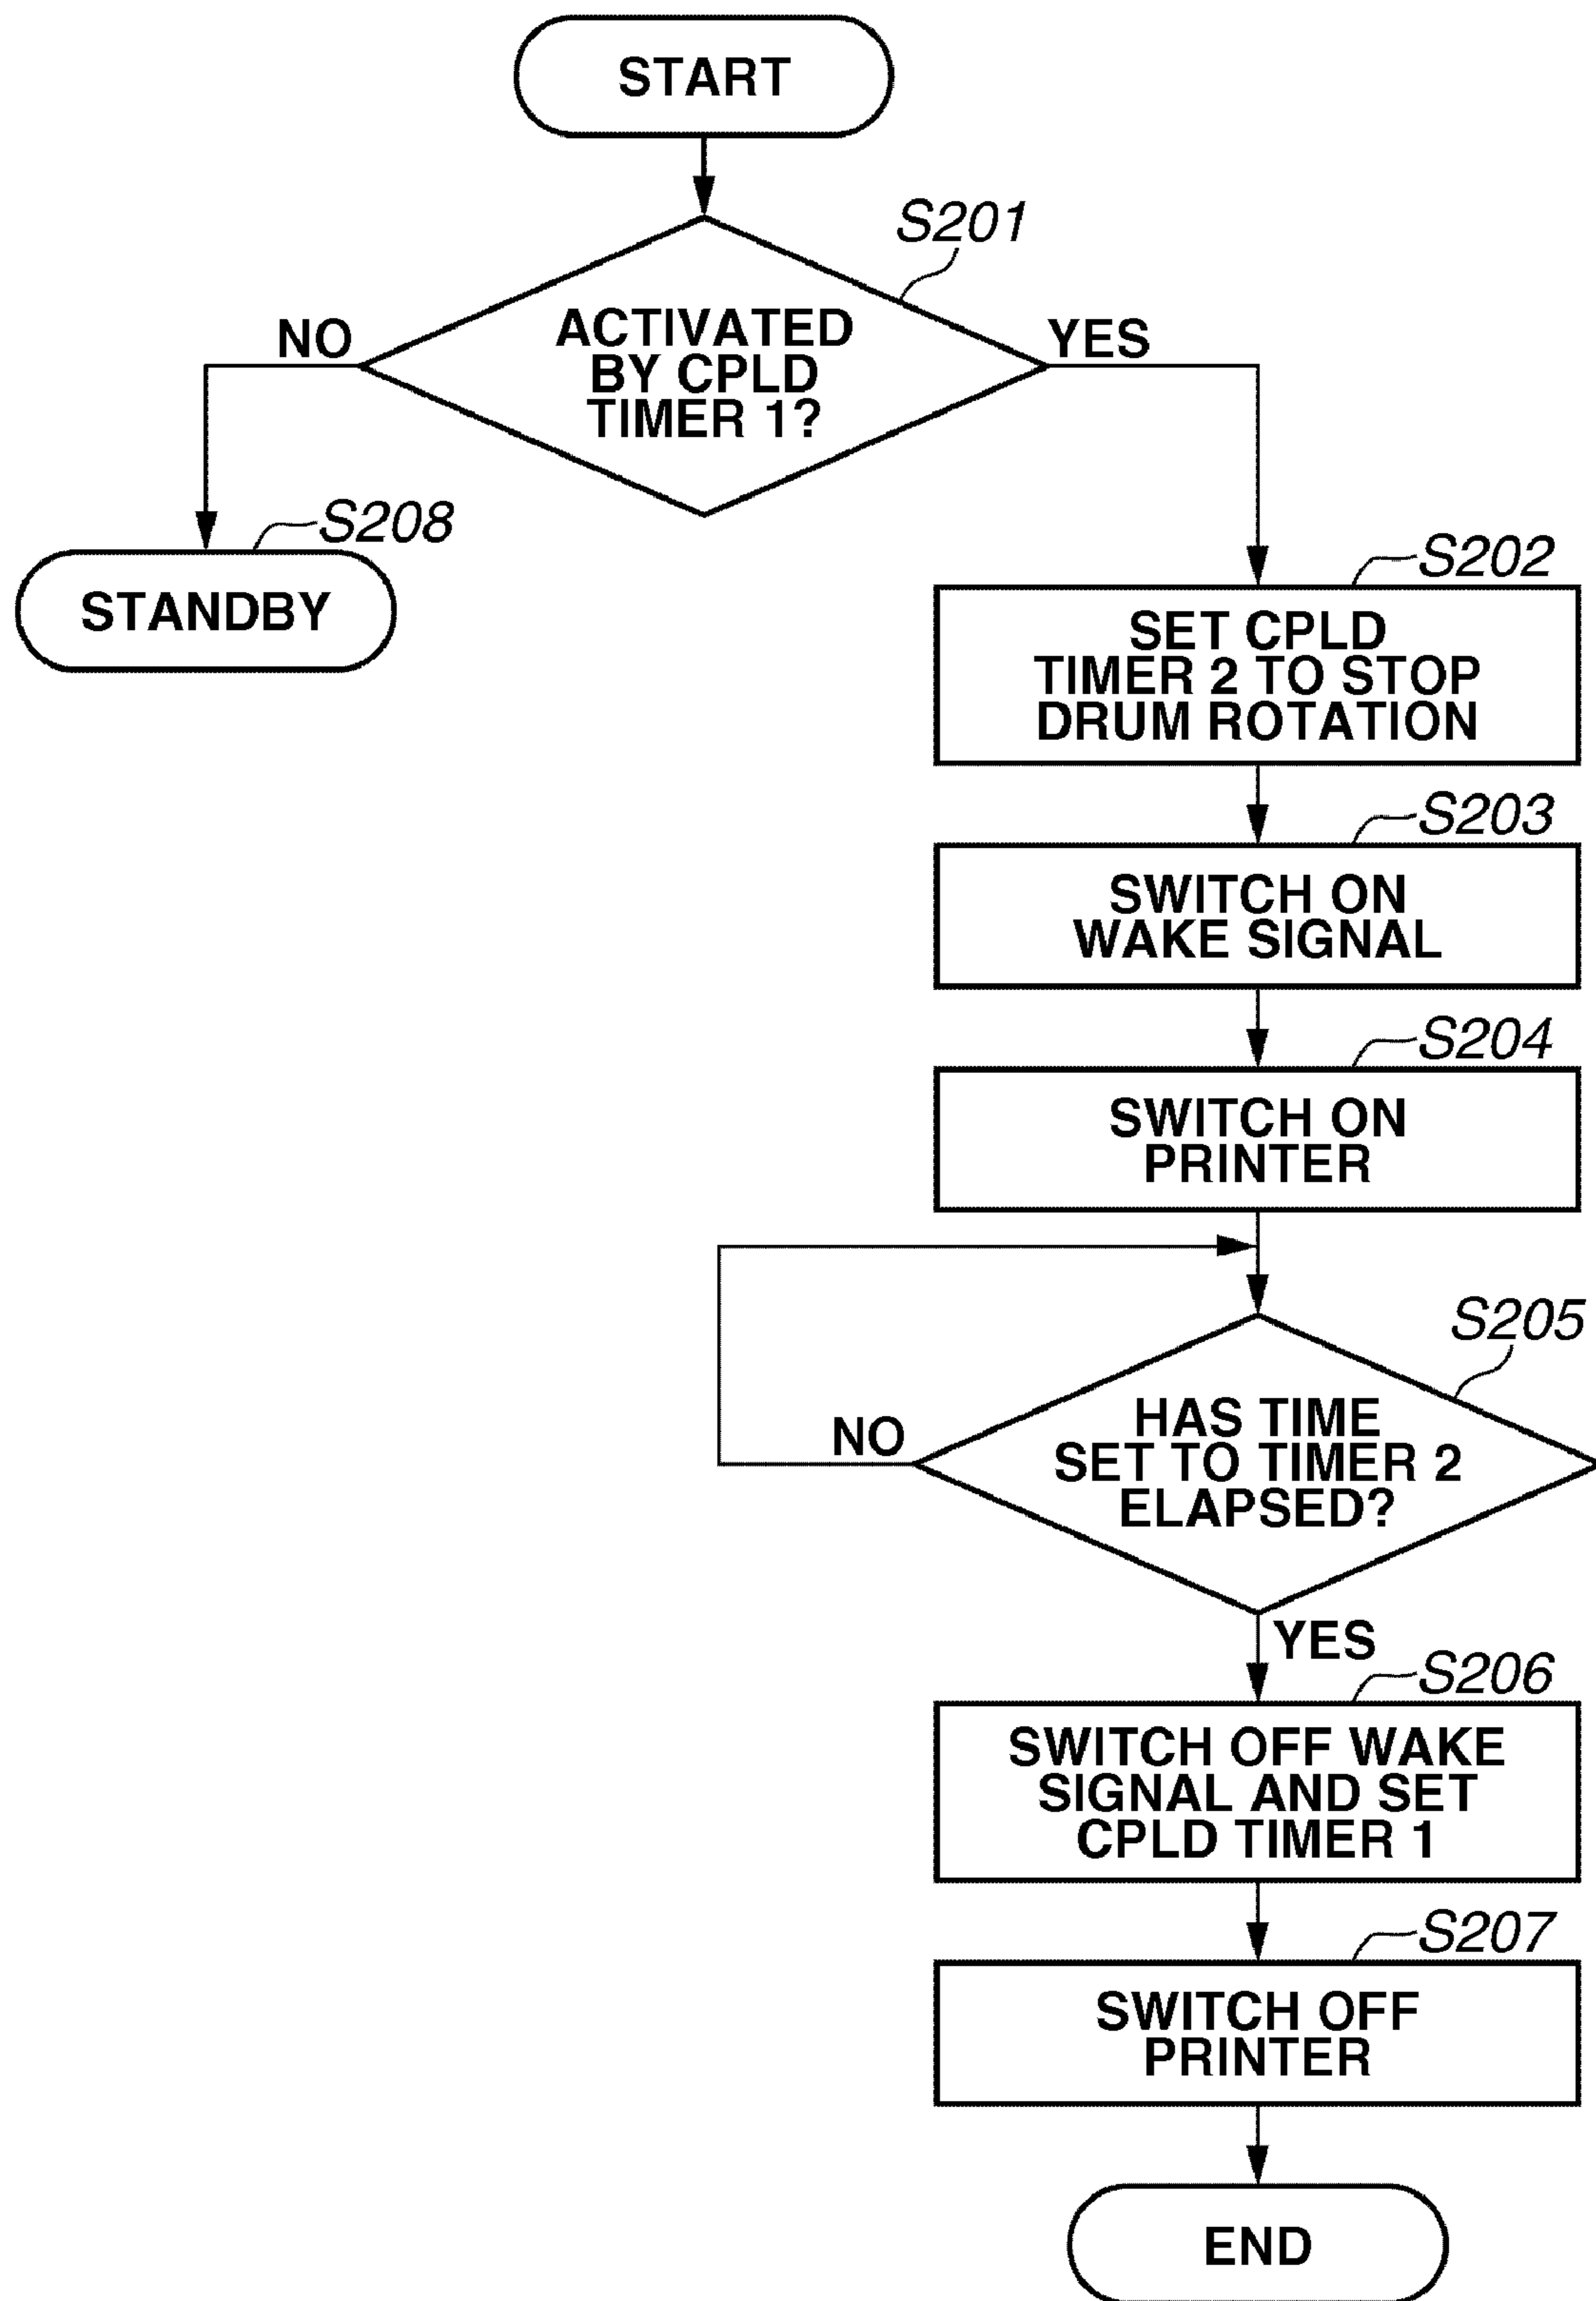 START
S201
ACTIVATED
BY CPLD
TIMER 1?
NO
YES
S208
STANDBY
S202
SET CPLD
TIMER 2 TO STOP
DRUM ROTATION
S203
SWITCH ON
WAKE SIGNAL
S204
SWITCH ON
PRINTER
S205
HAS TIME
SET TO TIMER 2
ELAPSED?
NO
YES
S206
SWITCH OFF WAKE
SIGNAL AND SET
CPLD TIMER 1
S207
SWITCH OFF
PRINTER
END